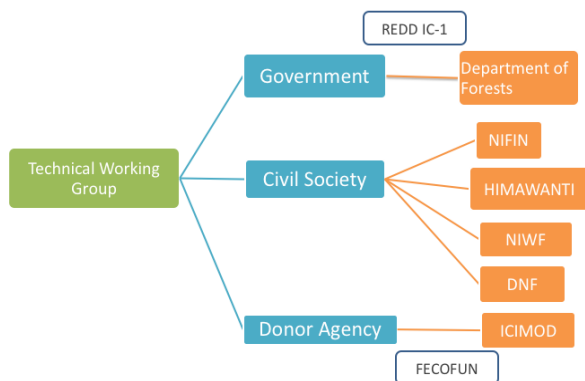 REDD IC-1
Government
Department of
Forests
NIFIN
Technical Working
Group
Civil Society
HIMAWANTI
NIWF
DNF
Donor Agency
ICIMOD
FECOFUN